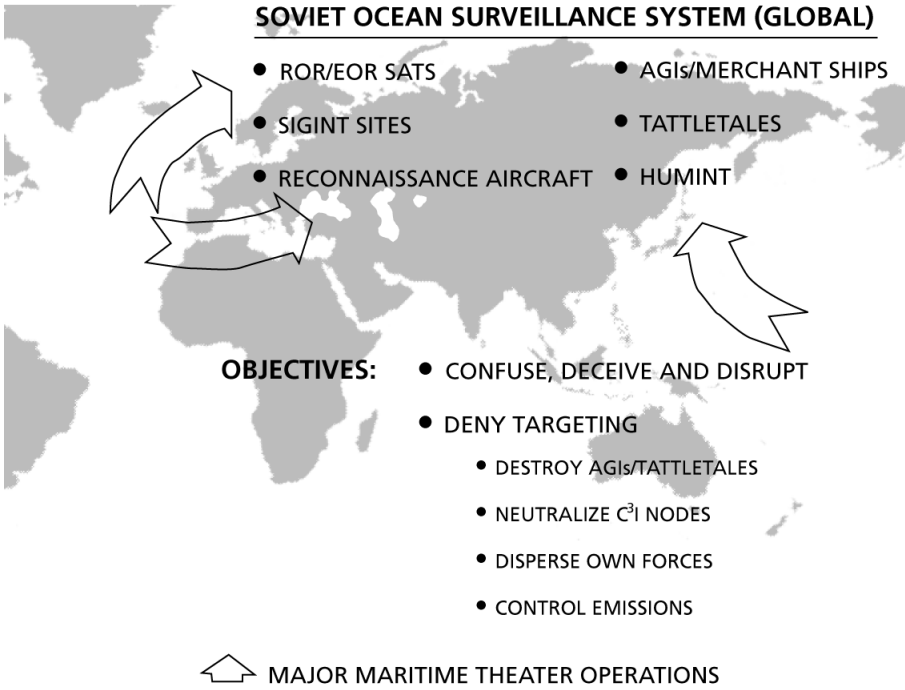 SOVIET OCEAN SURVEILLANCE SYSTEM (GLOBAL)
• ROR/EOR SATS
• SIGINT SITES
• RECONNAISSANCE AIRCRAFT
• AGIs/MERCHANT SHIPS
• TATTLETALES
• HUMINT
OBJECTIVES:
• CONFUSE, DECEIVE AND DISRUPT
• DENY TARGETING
• DESTROY AGIs/TATTLETALES
• NEUTRALIZE C³I NODES
• DISPERSE OWN FORCES
• CONTROL EMISSIONS
MAJOR MARITIME THEATER OPERATIONS